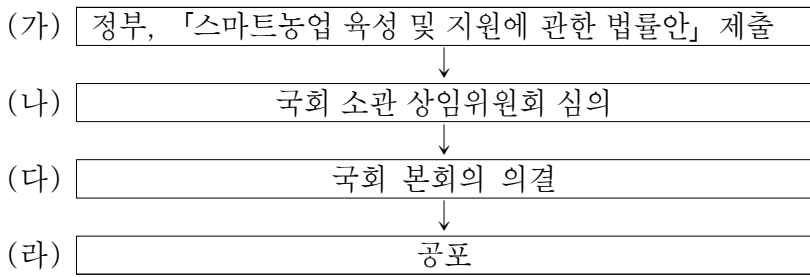 (가) 정부, 「스마트농업 육성 및 지원에 관한 법률안」 제출
(나) 국회 소관 상임위원회 심의
(다) 국회 본회의 의결
(라) 공포